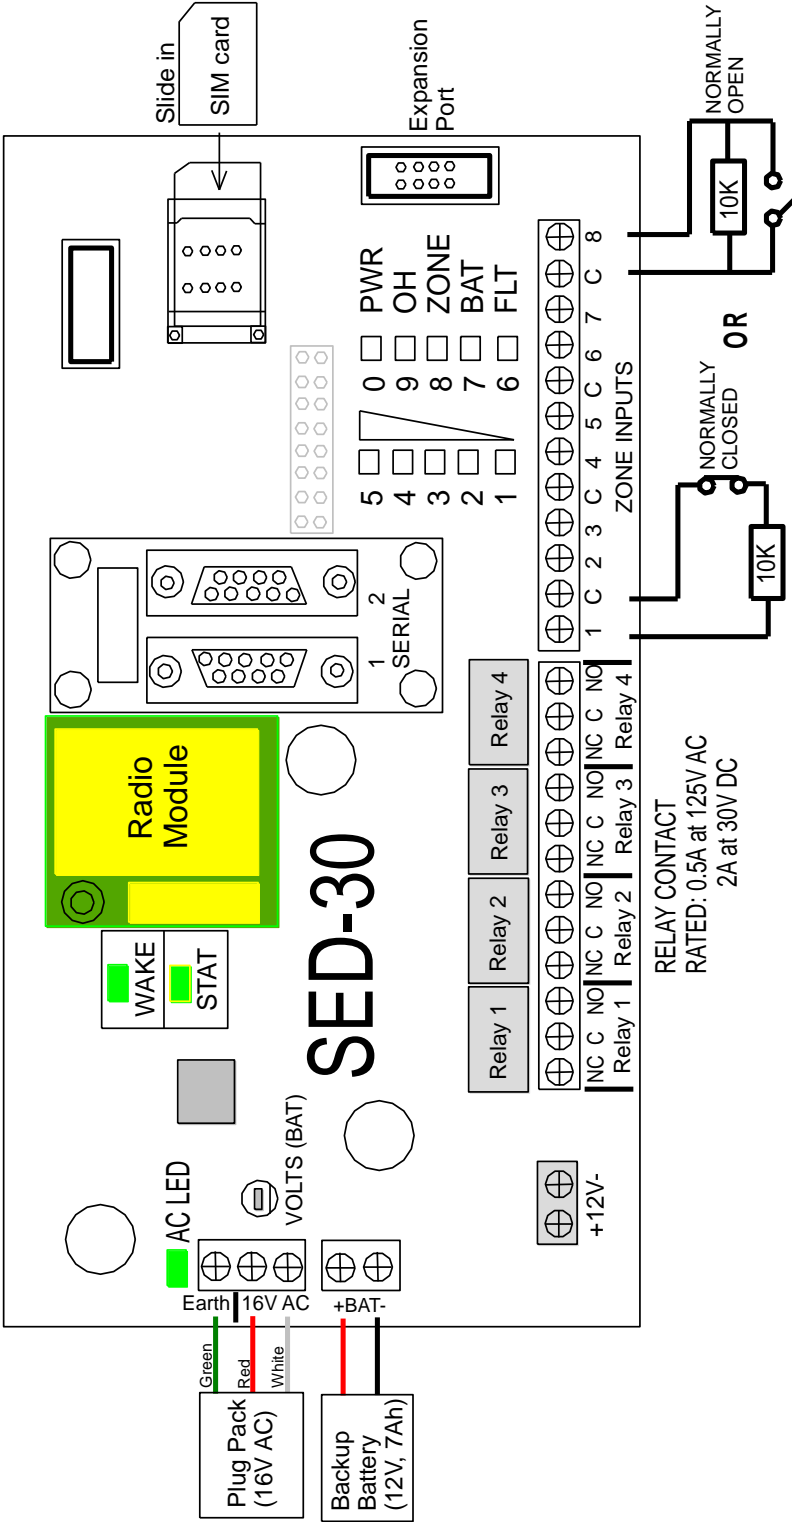 Plug Pack
(16V AC)
Green
Red
White
Earth
16V AC
Backup
Battery
(12V, 7Ah)
+BAT-
AC LED
VOLTS (BAT)
WAKE
STAT
Radio
Module
SED-30
1 2
SERIAL
Slide in
SIM card
Expansion
Port
5
4
3
2
1
0 PWR
9 OH
8 ZONE
7 BAT
6 FLT
+12V-
Relay 1
Relay 2
Relay 3
Relay 4
NC C NO
NC C NO
NC C NO
NC C NO
Relay 1
Relay 2
Relay 3
Relay 4
RELAY CONTACT
RATED: 0.5A at 125V AC
2A at 30V DC
1 C 2 3 C 4 5 C 6 7 C 8
ZONE INPUTS
NORMALLY
CLOSED
10K
OR
NORMALLY
OPEN
10K